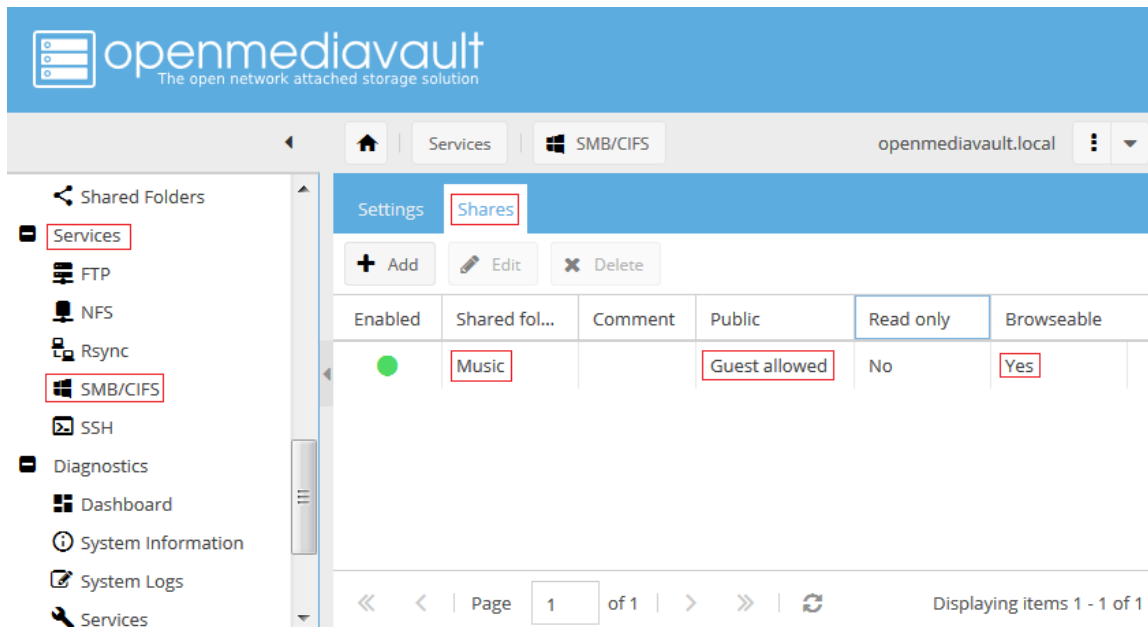 openmediavault
The open network attached storage solution
Services
SMB/CIFS
openmediavault.local
Shared Folders
Services
FTP
NFS
Rsync
SMB/CIFS
SSH
Diagnostics
Dashboard
System Information
System Logs
Services
Settings
Shares
Add
Edit
Delete
Enabled
Shared fol...
Comment
Public
Read only
Browseable
Music
Guest allowed
No
Yes
Page 1 of 1
Displaying items 1 - 1 of 1